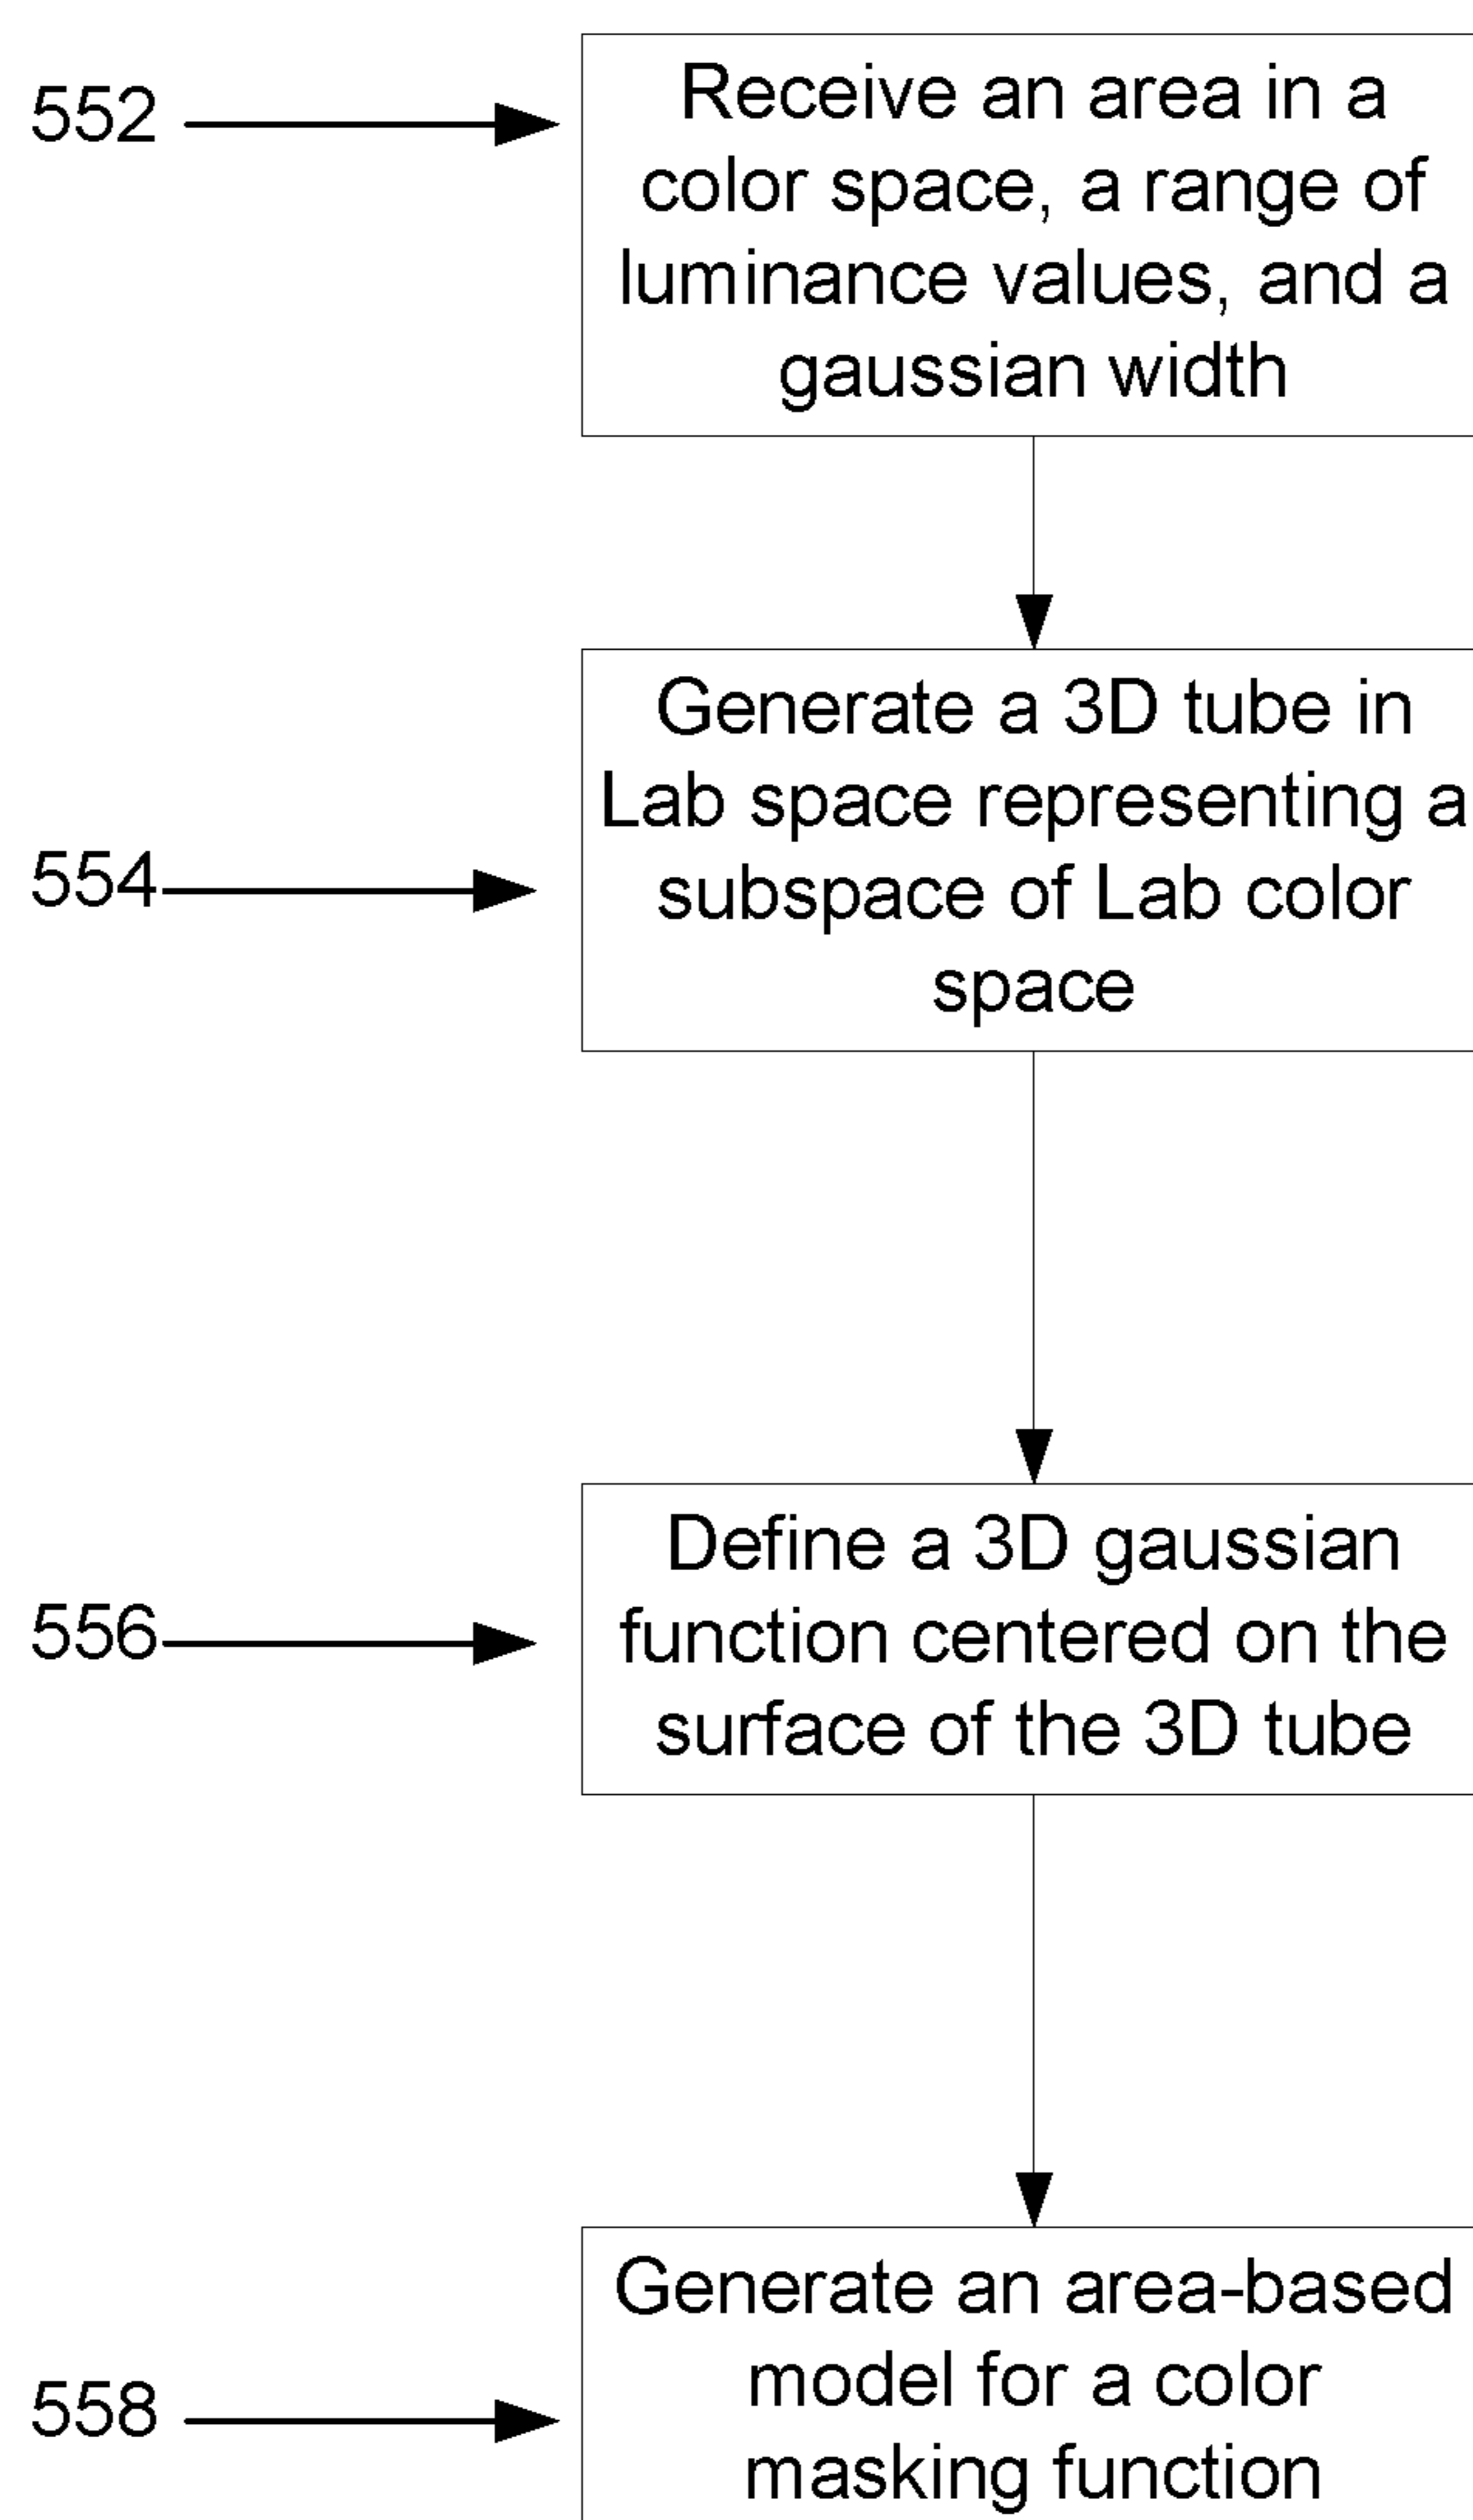 552
Receive an area in a
color space, a range of
luminance values, and a
gaussian width
Generate a 3D tube in
Lab space representing a
554
subspace of Lab color
space
Define a 3D gaussian
556
function centered on the
surface of the 3D tube
Generate an area-based
model for a color
558
masking function